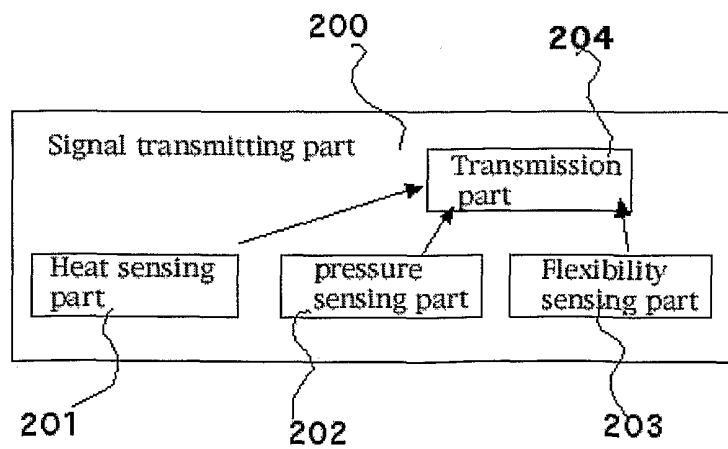 200
204
Signal transmitting part
Transmission
part
Heat sensing
part
pressure
sensing part
Flexibility
sensing part
201
202
203